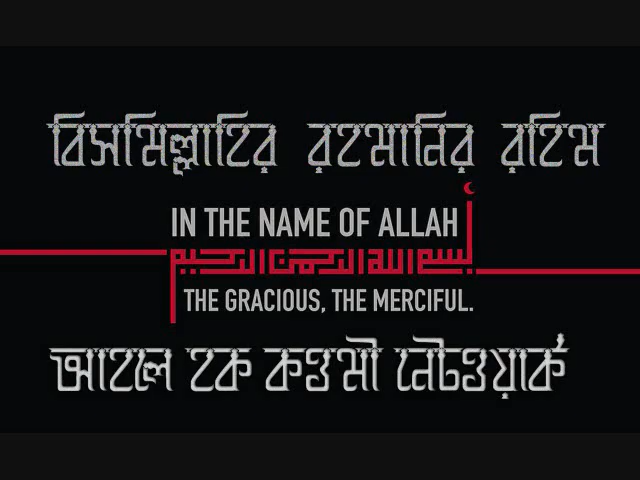 বিসমিল্লাহির রহমানির রহিম
IN THE NAME OF ALLAH
بسم الله الرحمن الرحيم
THE GRACIOUS, THE MERCIFUL.
আহলে হক কওমী নেটওয়ার্ক